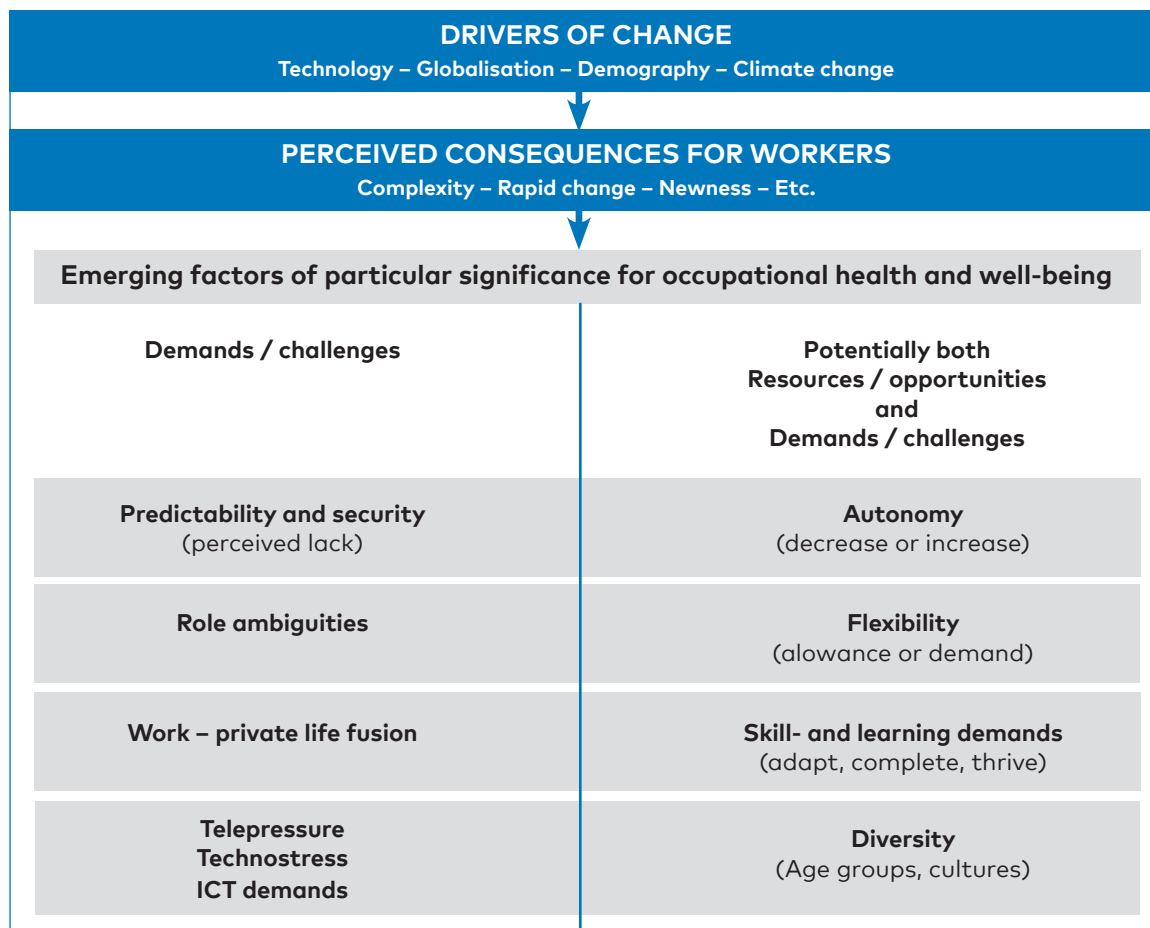 DRIVERS OF CHANGE
Technology – Globalisation – Demography – Climate change
PERCEIVED CONSEQUENCES FOR WORKERS
Complexity – Rapid change – Newness – Etc.
Emerging factors of particular significance for occupational health and well-being
Demands / challenges
Potentially both
Resources / opportunities
and
Demands / challenges
Predictability and security
(perceived lack)
Autonomy
(decrease or increase)
Role ambiguities
Flexibility
(alowance or demand)
Work – private life fusion
Skill- and learning demands
(adapt, complete, thrive)
Telepressure
Technostress
ICT demands
Diversity
(Age groups, cultures)